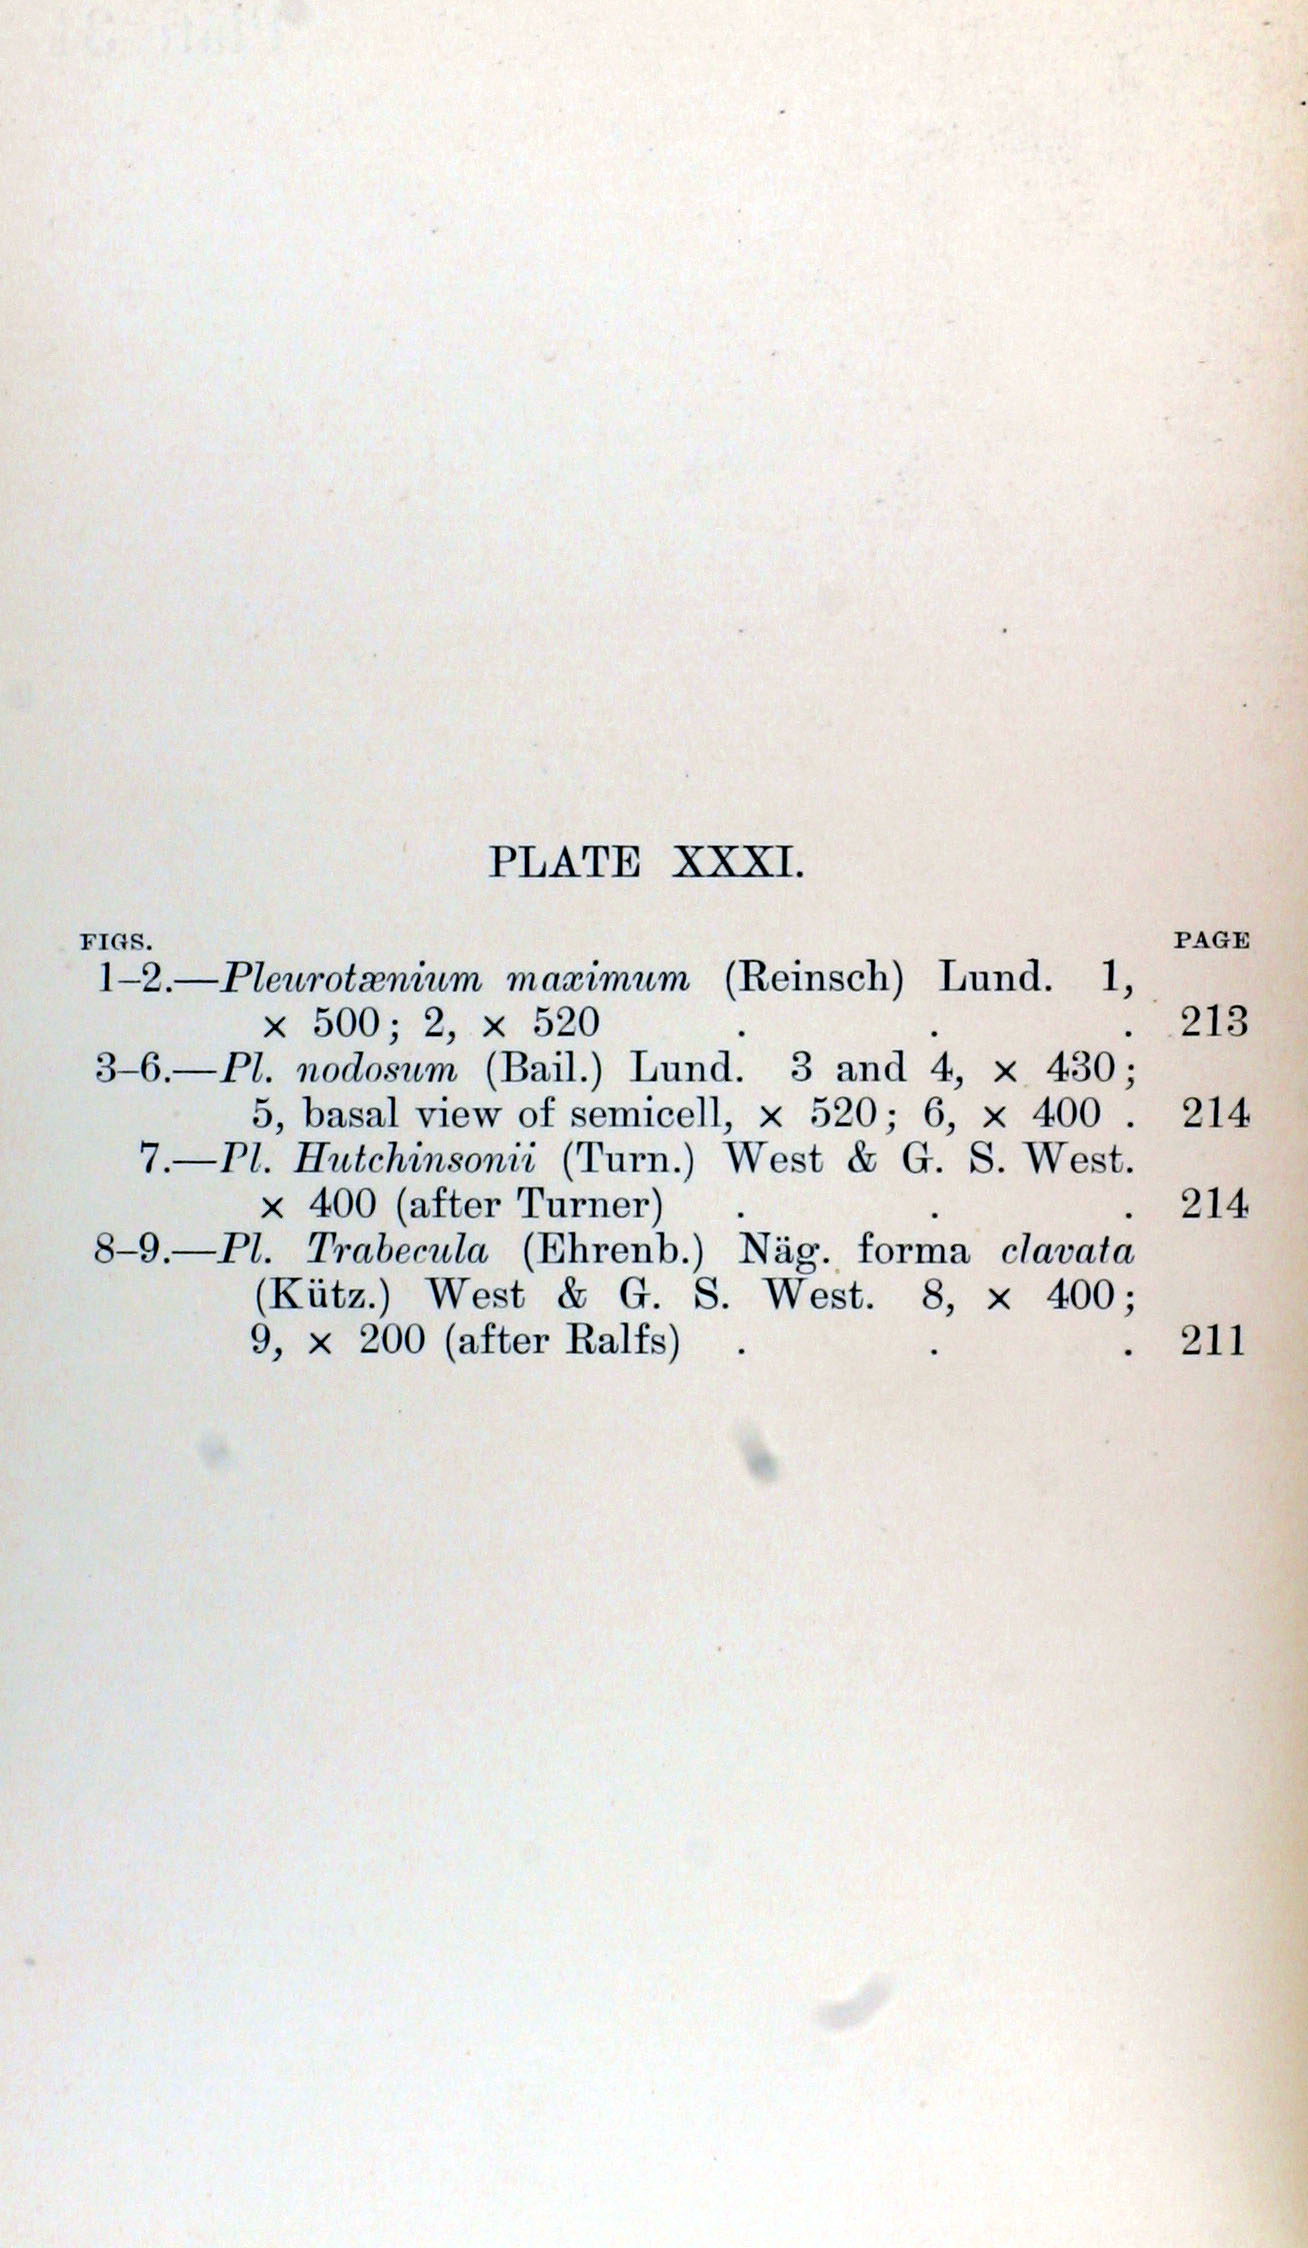 PLATE XXXI.
FIGS. PAGE
1–2.—Pleurotænium maximum (Reinsch) Lund. 1,
× 500; 2, × 520 . . . 213
3–6.—Pl. nodosum (Bail.) Lund. 3 and 4, × 430;
5, basal view of semicell, × 520; 6, × 400 . 214
7.—Pl. Hutchinsonii (Turn.) West & G. S. West.
× 400 (after Turner) . . . 214
8–9.—Pl. Trabecula (Ehrenb.) Näg. forma clavata
(Kütz.) West & G. S. West. 8, × 400;
9, × 200 (after Ralfs) . . . 211